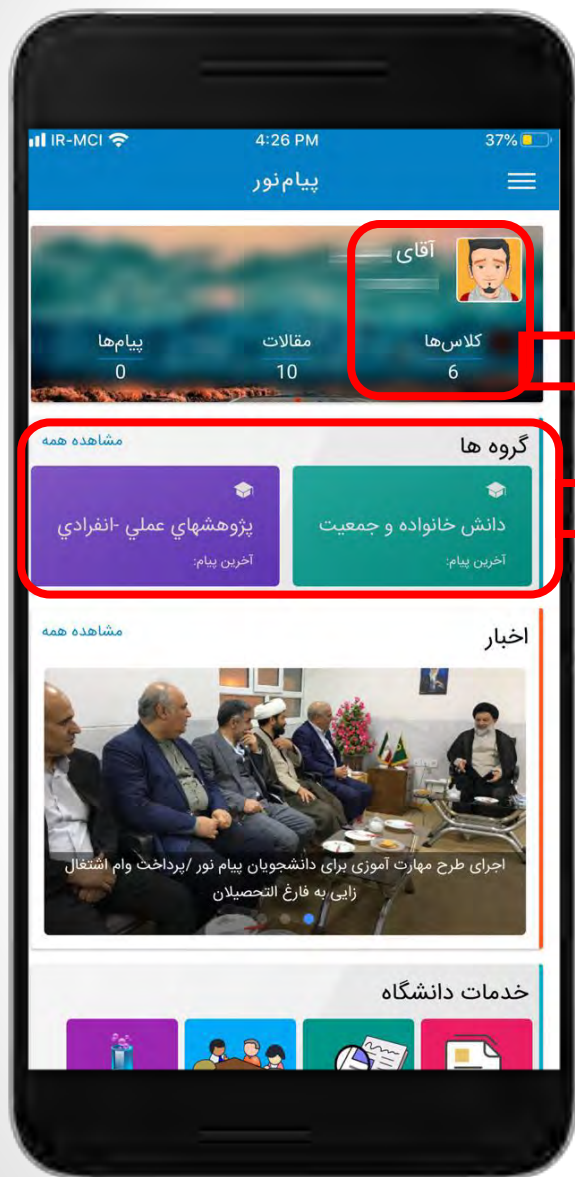 IR-MCI 4:26 PM 37%
پیام‌نور
آقای
کلاس‌ها
6
مقالات
10
پیام‌ها
0
گروه ها
مشاهده همه
دانش خانواده و جمعیت
آخرین پیام:
پژوهشهاي عملي -انفرادي
آخرین پیام:
اخبار
مشاهده همه
اجرای طرح مهارت آموزی برای دانشجویان پیام نور /پرداخت وام اشتغال
زایی به فارغ التحصیلان
خدمات دانشگاه